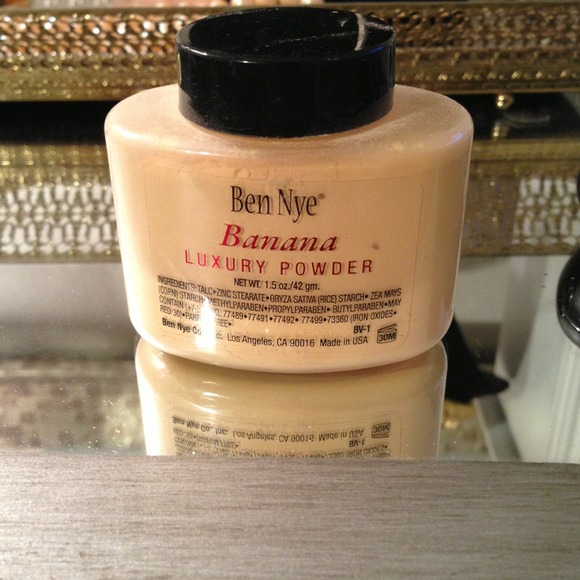 Ben Nye®
Banana
LUXURY POWDER
NET WT. 1.5 oz./42 gm.
INGREDIENTS: TALC•ZINC STEARATE•ORYZA SATIVA (RICE) STARCH• ZEA MAYS
(CORN) STARCH•METHYLPARABEN•PROPYLPARABEN•BUTYLPARABEN•MAY
CONTAIN 77489•77491•77492•77499•73360 (IRON OXIDES•
RED 30)•
BV-1
Ben Nye Co., Inc. Los Angeles, CA 90016 Made in USA
30M